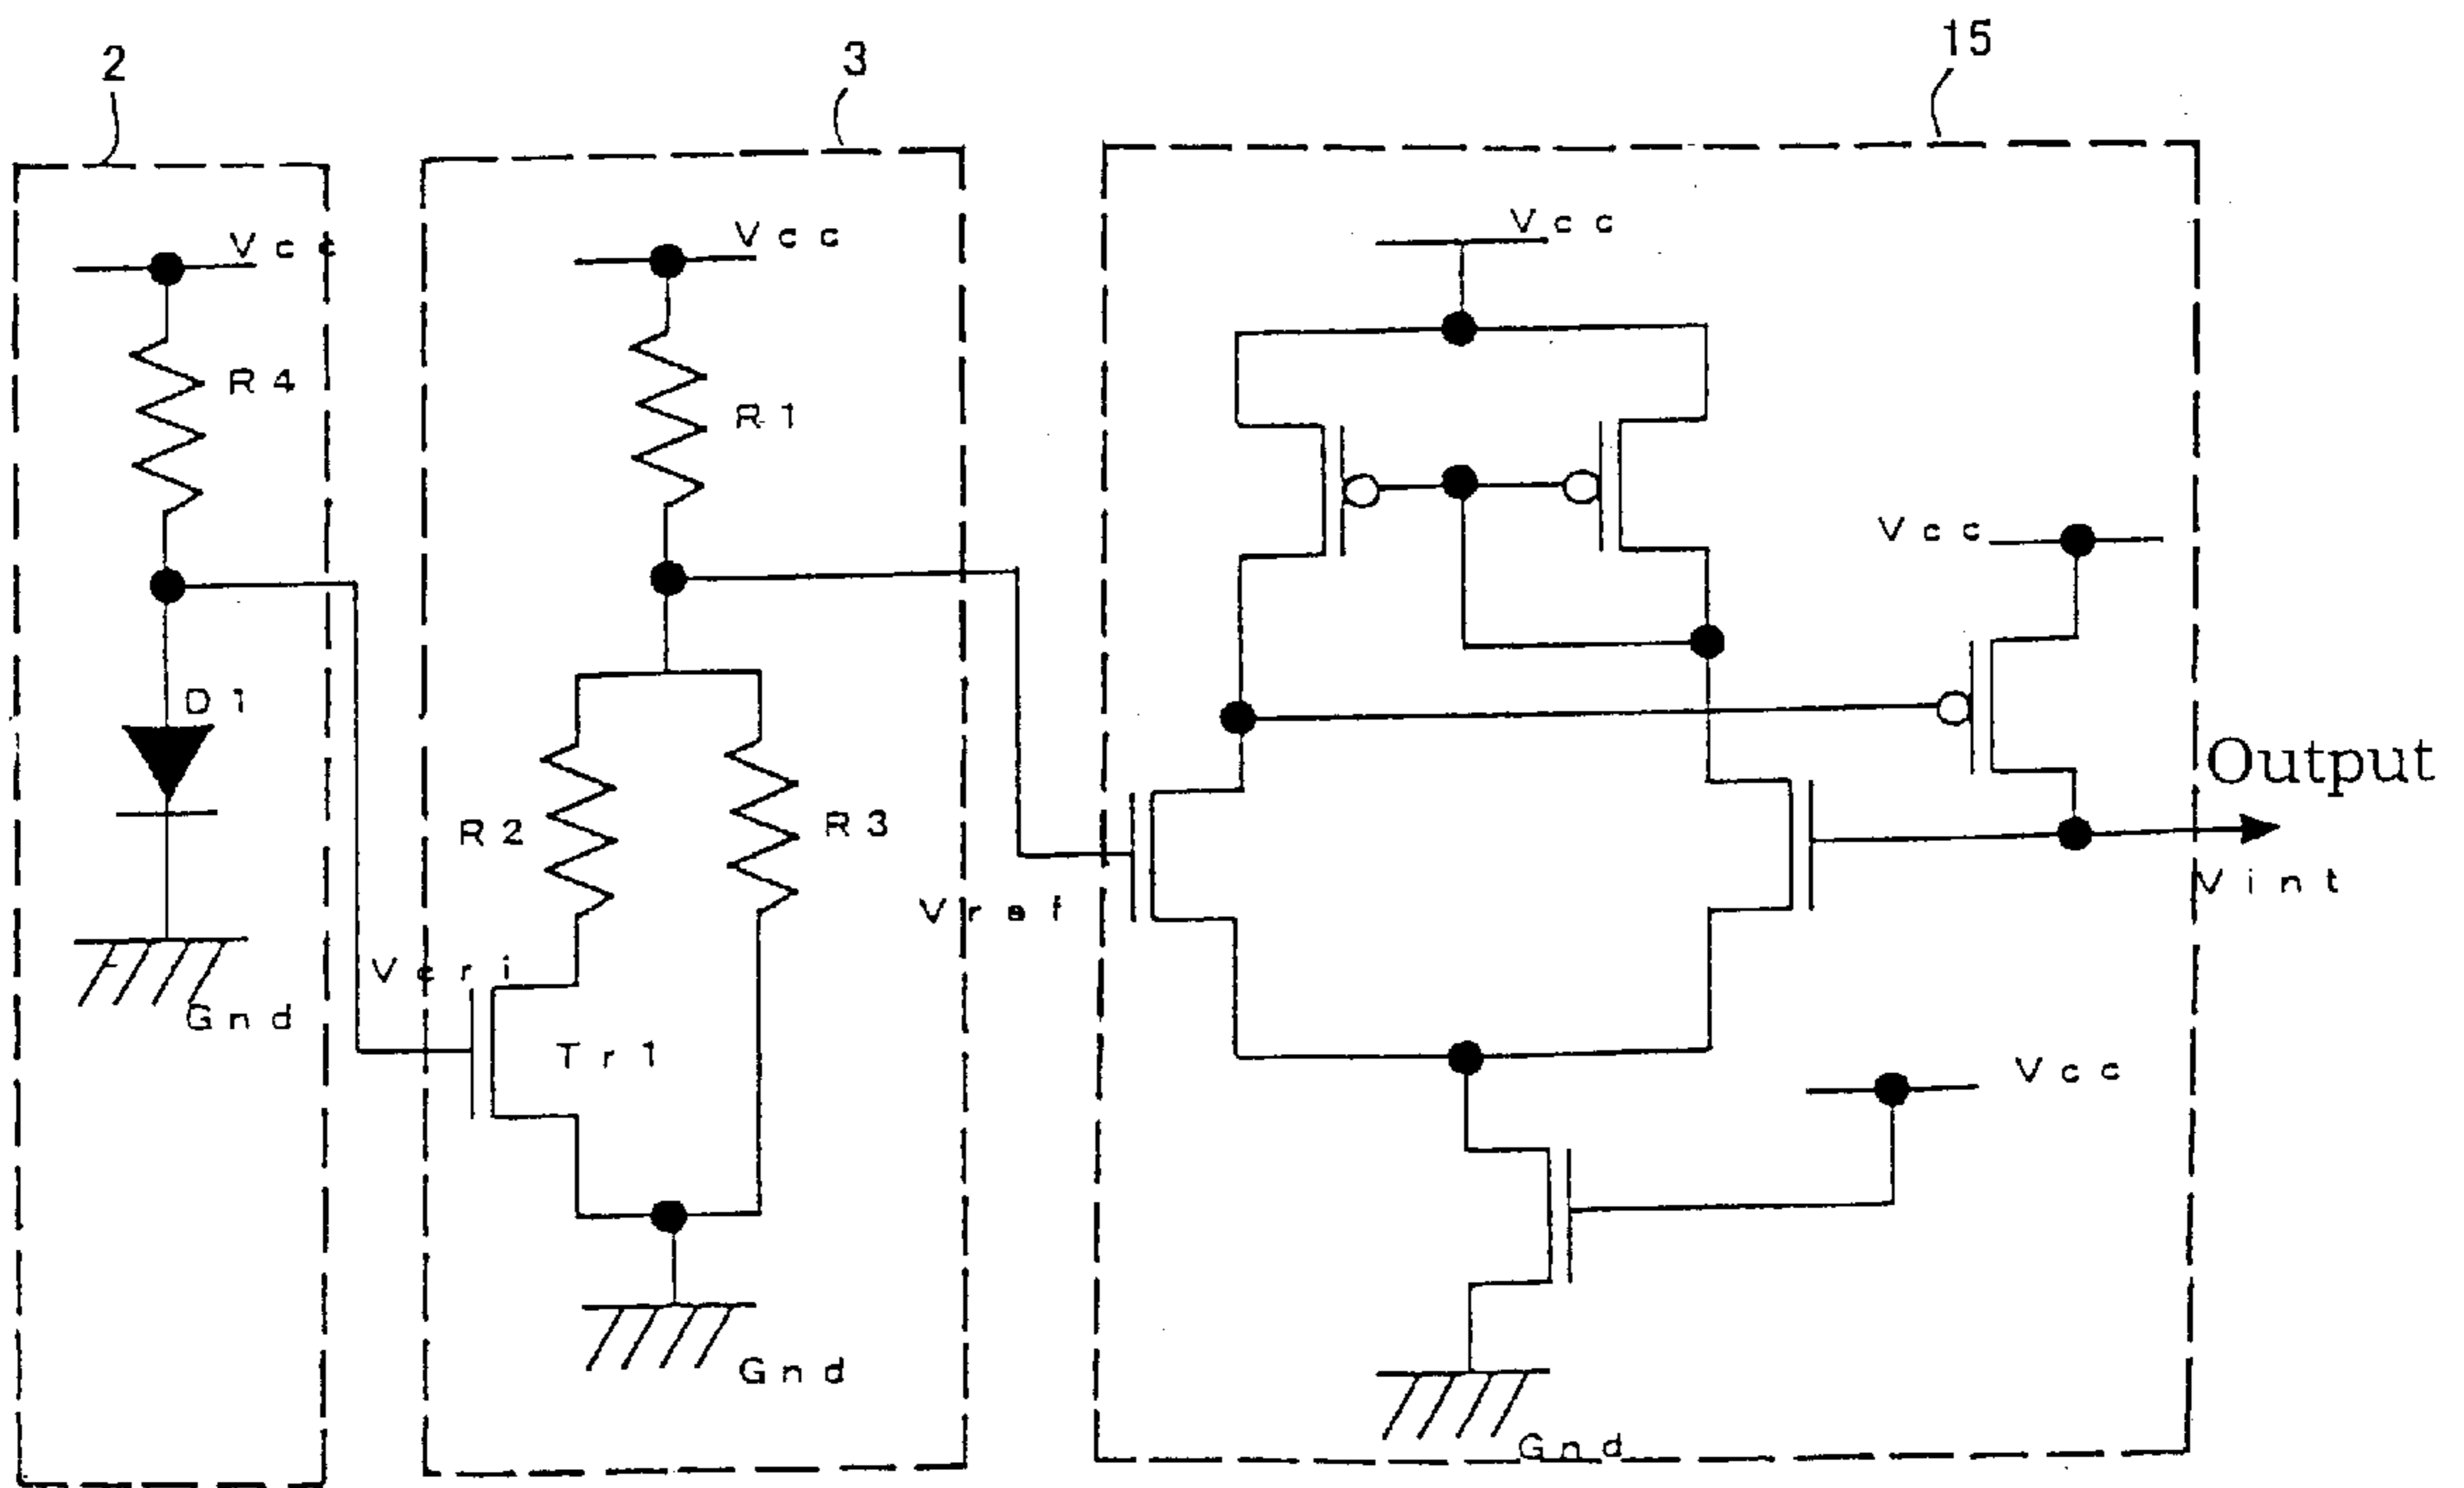 2
3
15
Vcc
Vcc
Vcc
R4
R1
Vcc
D1
Output
R2
R3
Vint
Vref
Vcri
Gnd
Tr1
Vcc
Gnd
Gnd